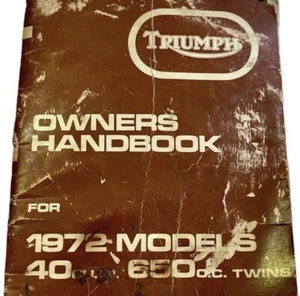 TRIUMPH
OWNERS
HANDBOOK
FOR
1972 MODELS
40 CU.IN. 650 C.C. TWINS